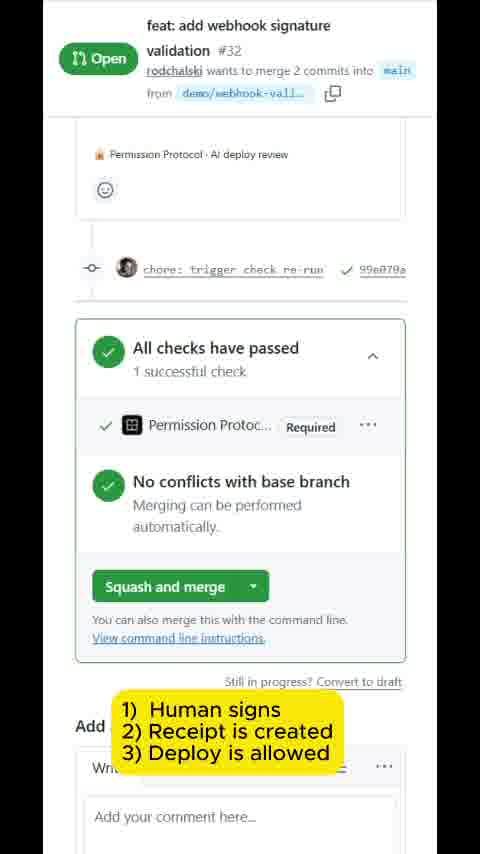 feat: add webhook signature
validation #32
Open
rodchalski wants to merge 2 commits into main
from demo/webhook-vali...
Permission Protocol · AI deploy review
chore: trigger check re-run 99e070a
All checks have passed
1 successful check
Permission Protoc... Required
No conflicts with base branch
Merging can be performed
automatically.
Squash and merge
You can also merge this with the command line.
View command line instructions.
Still in progress? Convert to draft
1) Human signs
2) Receipt is created
3) Deploy is allowed
Add
Wri
Add your comment here...